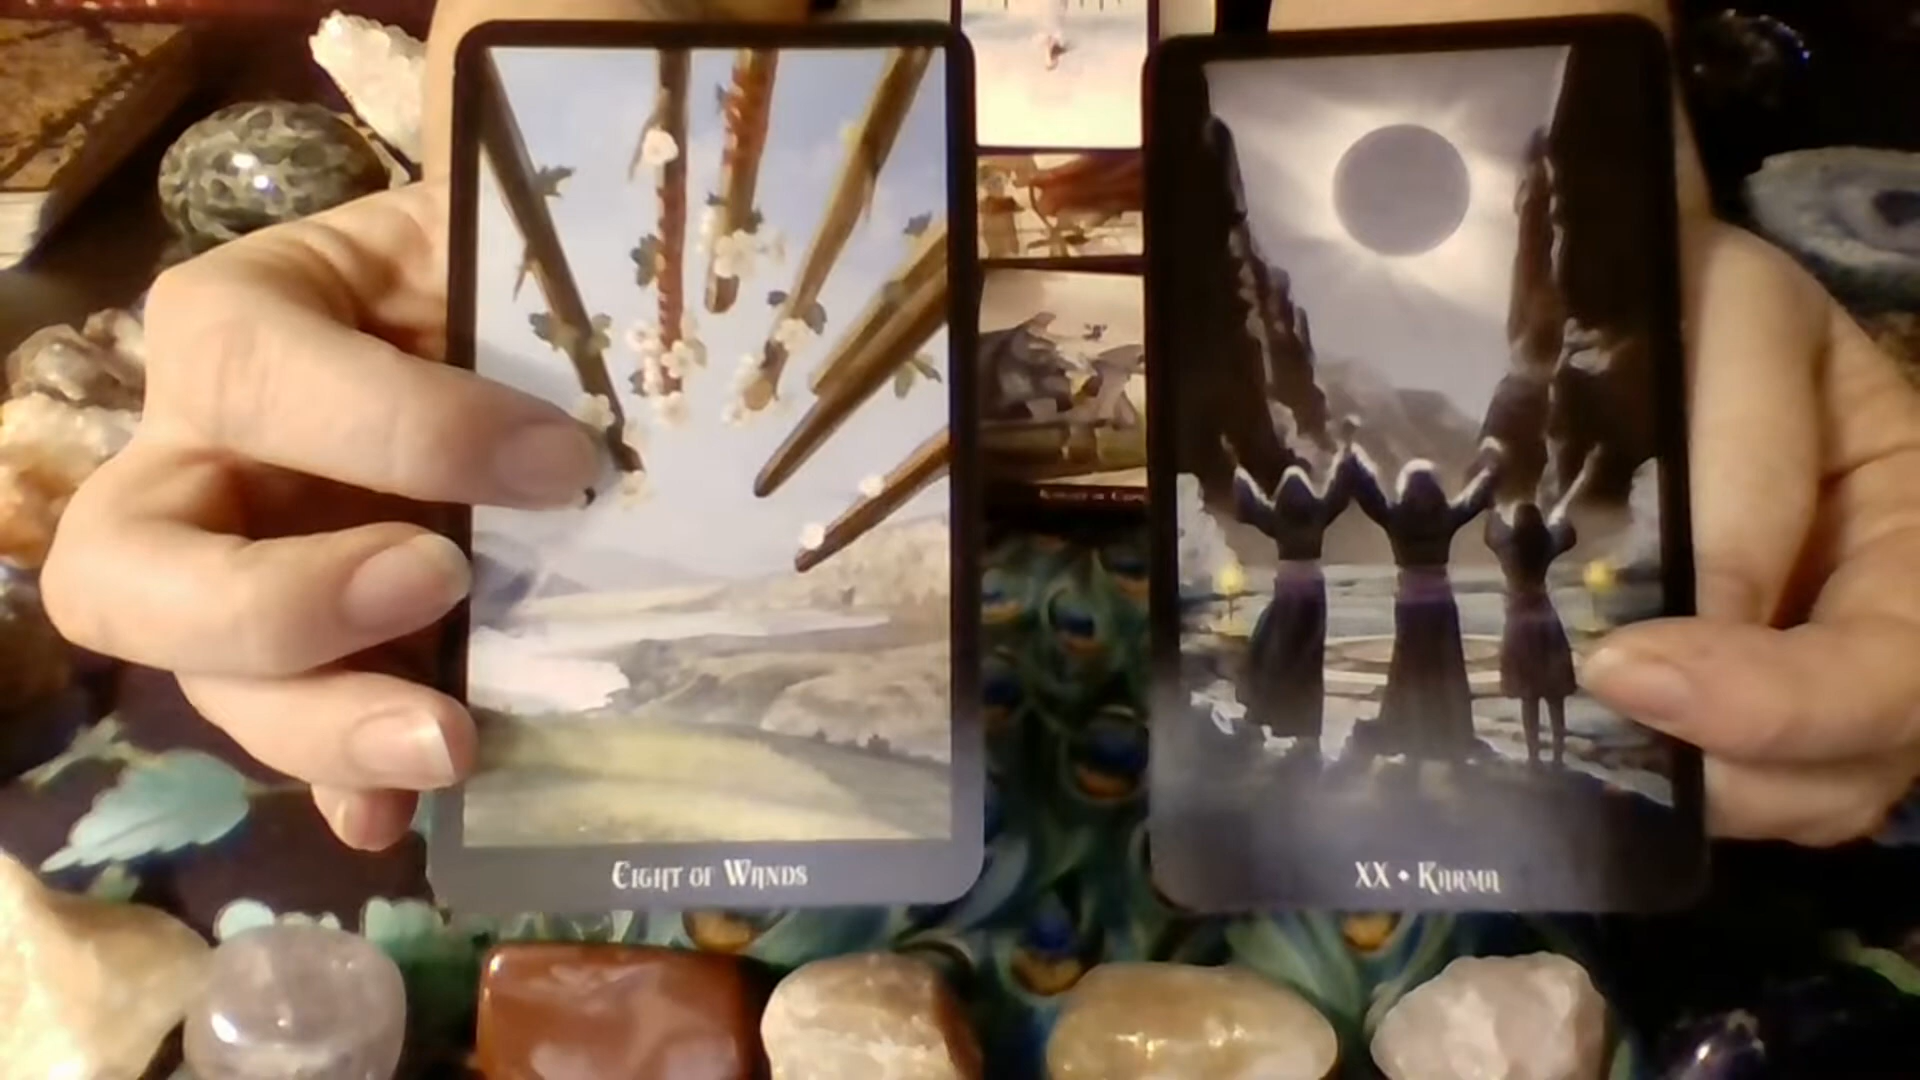 Eight of Wands
XX • Karma